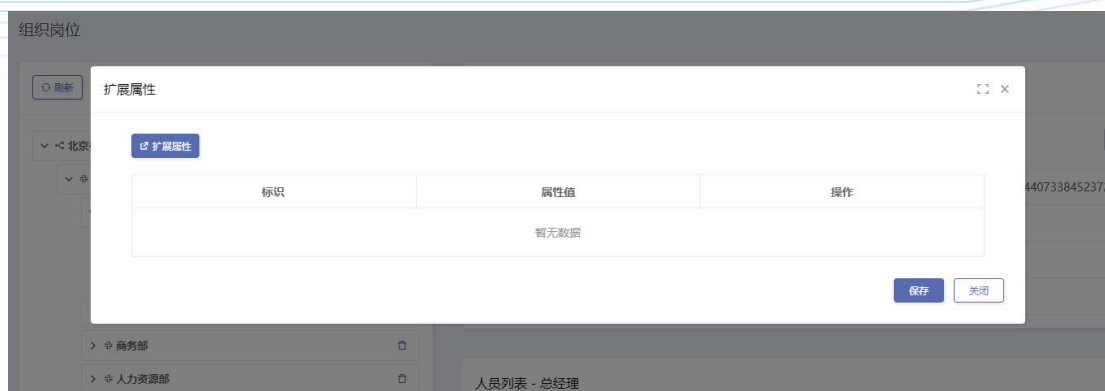 组织岗位
刷新
扩展属性
北京
扩展属性
标识 属性值 操作
440733845237
暂无数据
保存 关闭
商务部
人力资源部
人员列表 - 总经理